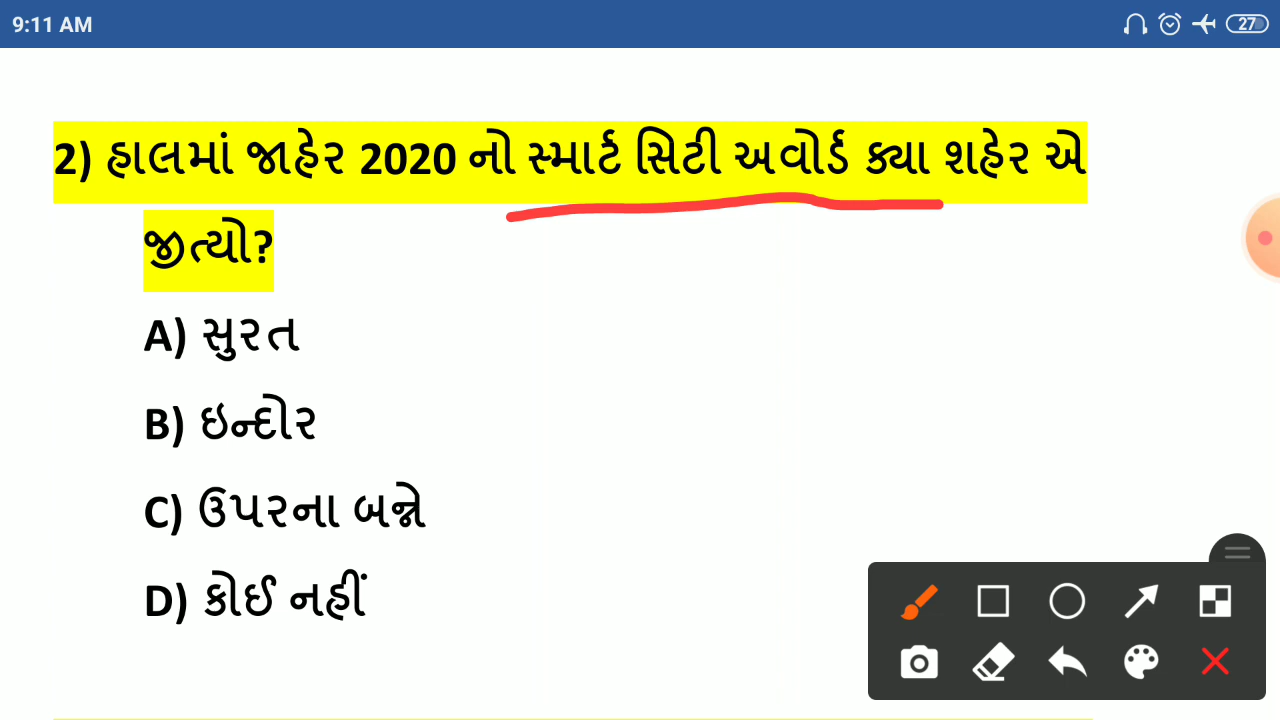 9:11 AM
27
2) હાલમાં જાહેર 2020 નો સ્માર્ટ સિટી અવોર્ડ ક્યા શહેર એ
જીત્યો?
A) સુરત
B) ઇન્દોર
C) ઉપરના બન્ને
D) કોઈ નહીં